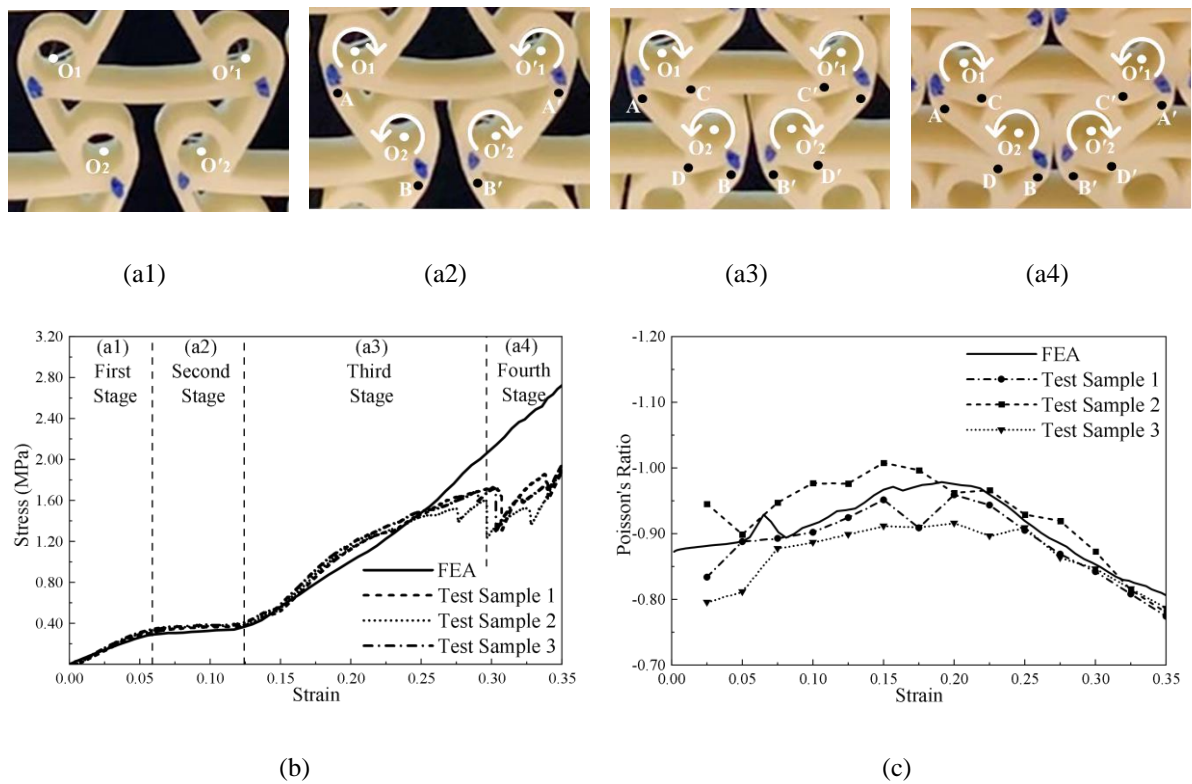 O1 O'1
O2 O'2
O1 O'1
A A'
O2 O'2
B B'
O1 O'1
A C C'
O2 O'2
D B B' D'
O1 O'1
A C C' A'
O2 O'2
D B B' D'
(a1) (a2) (a3) (a4)
3.20
2.80
2.40
2.00
1.60
1.20
0.80
0.40
Stress (MPa)
(a1)
First
Stage
(a2)
Second
Stage
(a3)
Third
Stage
(a4)
Fourth
Stage
FEA
Test Sample 1
Test Sample 2
Test Sample 3
0.00 0.05 0.10 0.15 0.20 0.25 0.30 0.35
Strain
(b)
-1.20
-1.10
-1.00
-0.90
-0.80
-0.70
Poisson's Ratio
FEA
Test Sample 1
Test Sample 2
Test Sample 3
0.00 0.05 0.10 0.15 0.20 0.25 0.30 0.35
Strain
(c)